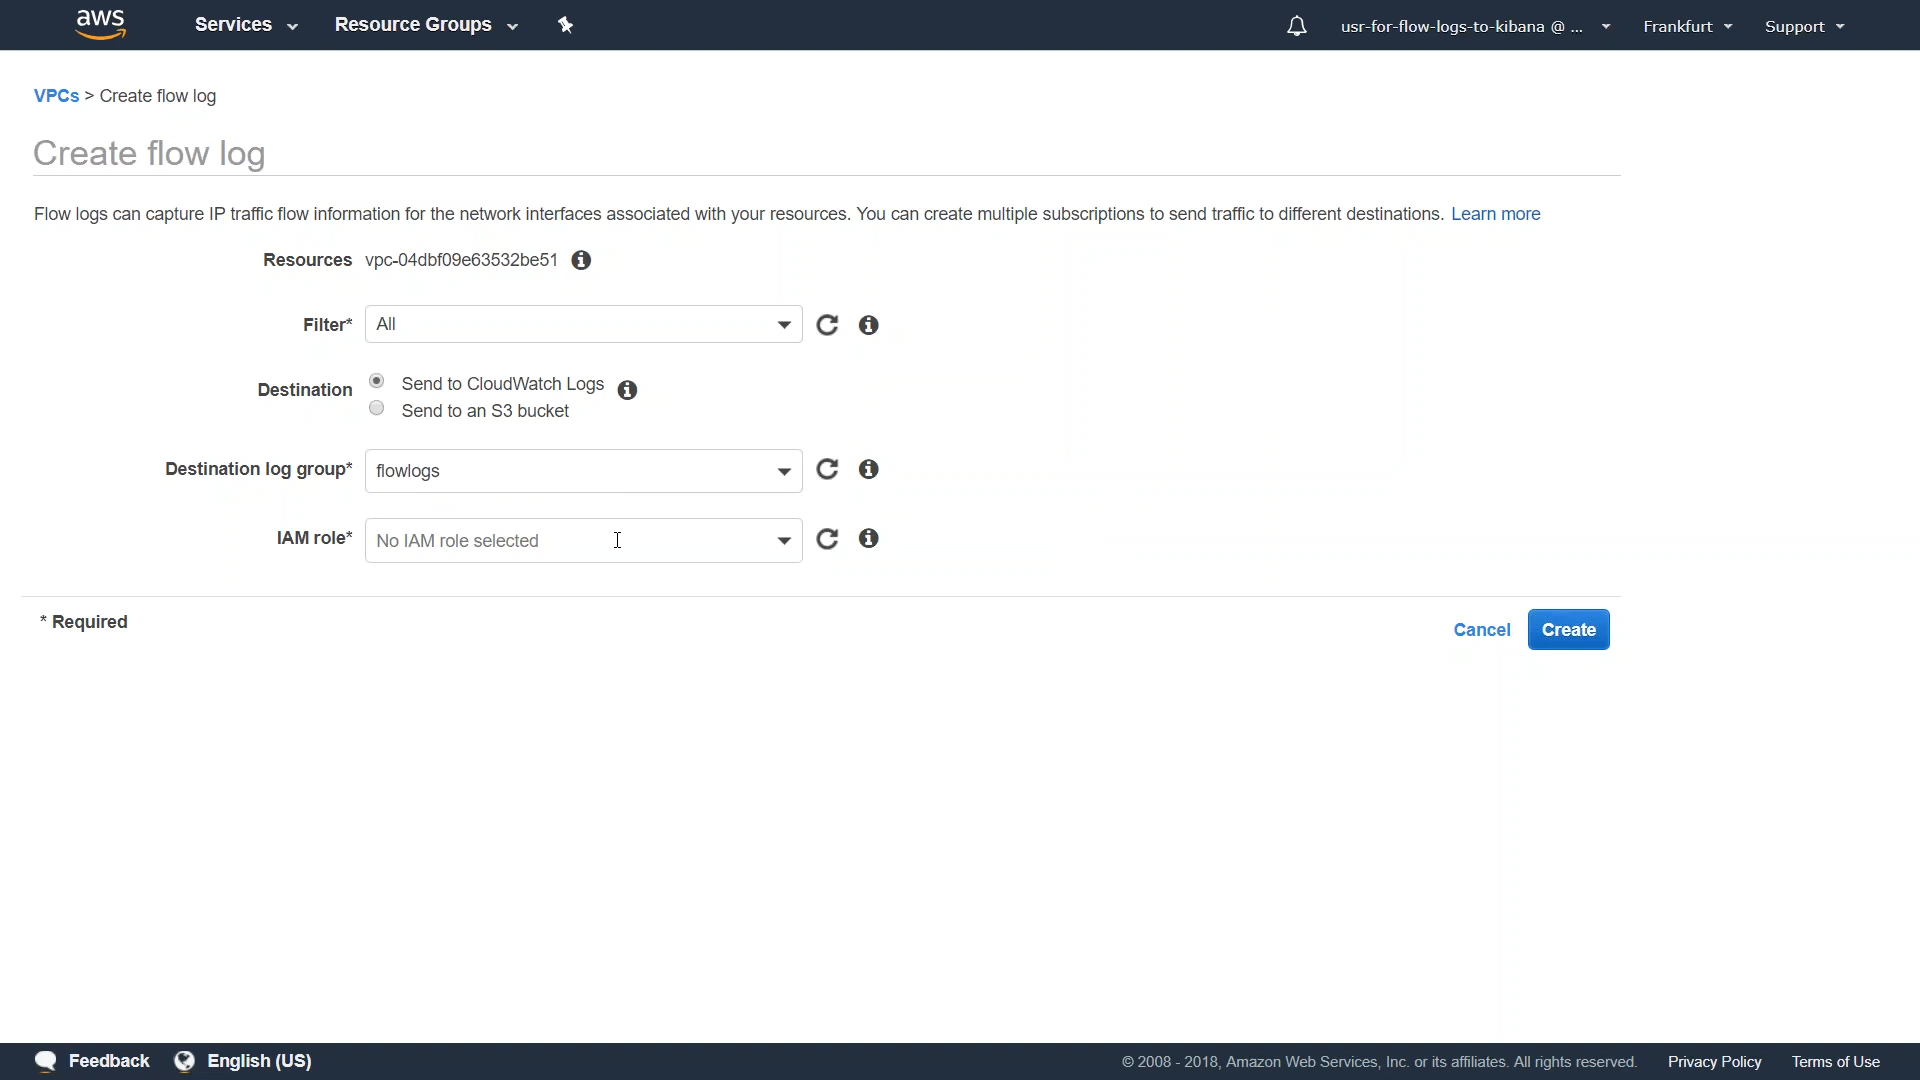 aws Services Resource Groups usr-for-flow-logs-to-kibana @ ... Frankfurt Support
VPCs > Create flow log
Create flow log
Flow logs can capture IP traffic flow information for the network interfaces associated with your resources. You can create multiple subscriptions to send traffic to different destinations. Learn more
Resources vpc-04dbf09e63532be51
Filter* All
Destination Send to CloudWatch Logs
Send to an S3 bucket
Destination log group* flowlogs
IAM role* No IAM role selected
* Required
Cancel Create
Feedback English (US) © 2008 - 2018, Amazon Web Services, Inc. or its affiliates. All rights reserved. Privacy Policy Terms of Use